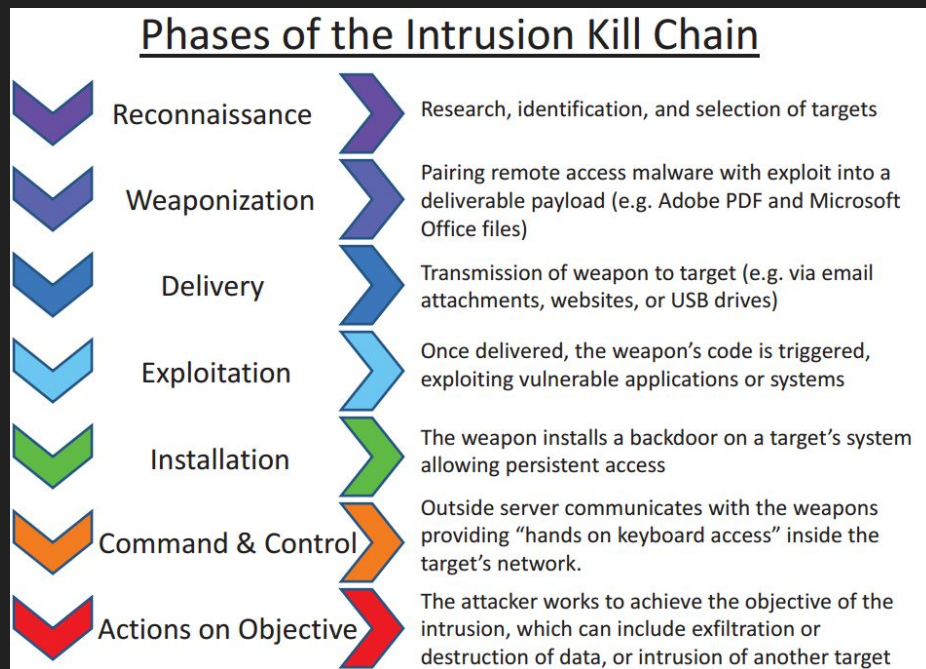 Phases of the Intrusion Kill Chain
Reconnaissance
Research, identification, and selection of targets
Weaponization
Pairing remote access malware with exploit into a
deliverable payload (e.g. Adobe PDF and Microsoft
Office files)
Delivery
Transmission of weapon to target (e.g. via email
attachments, websites, or USB drives)
Exploitation
Once delivered, the weapon's code is triggered,
exploiting vulnerable applications or systems
Installation
The weapon installs a backdoor on a target's system
allowing persistent access
Command & Control
Outside server communicates with the weapons
providing “hands on keyboard access” inside the
target's network.
Actions on Objective
The attacker works to achieve the objective of the
intrusion, which can include exfiltration or
destruction of data, or intrusion of another target